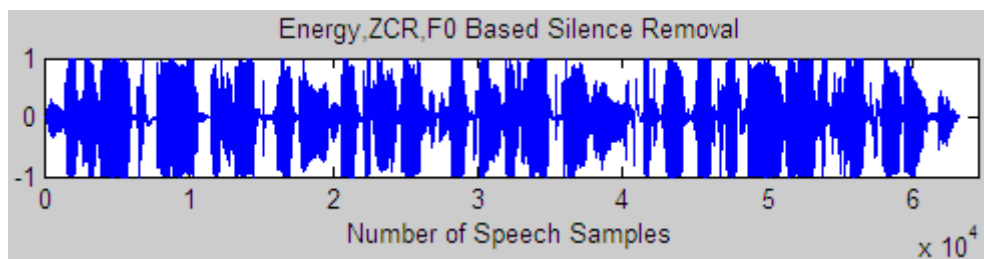 Energy,ZCR,F0 Based Silence Removal
1
0
-1
0 1 2 3 4 5 6
Number of Speech Samples
x 10^4